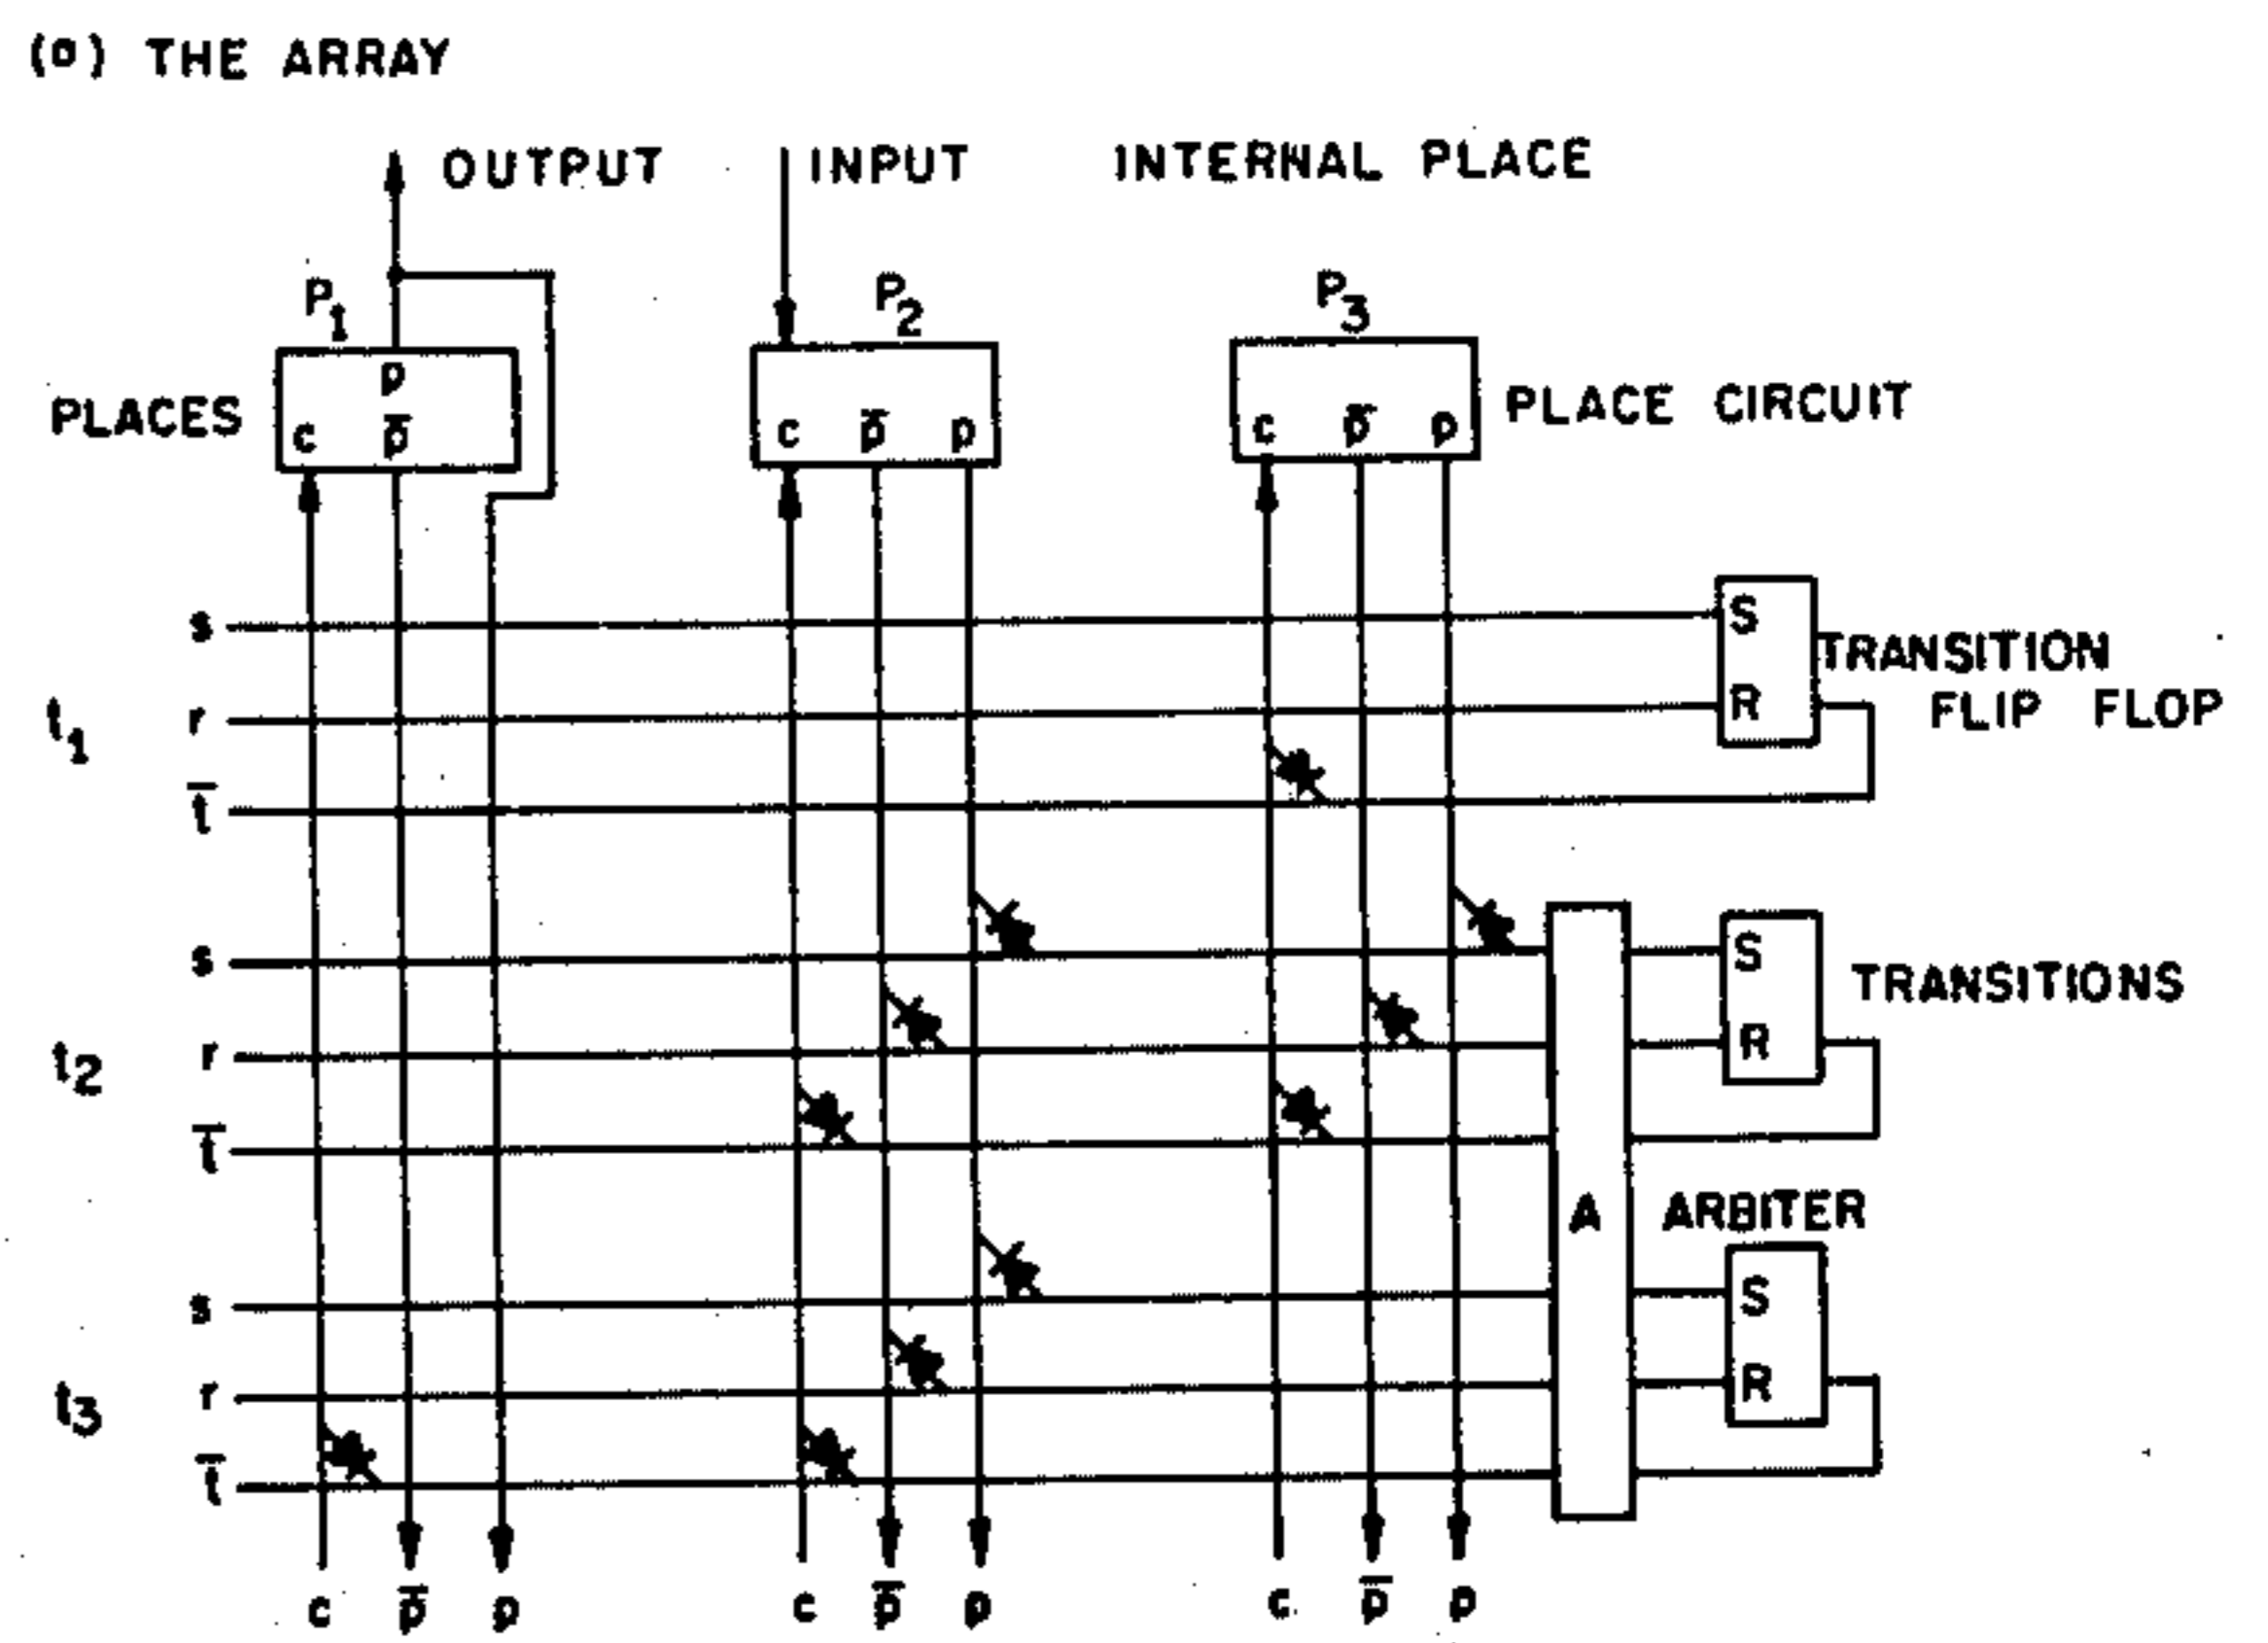 (a) THE ARRAY
OUTPUT INPUT INTERNAL PLACE
P1 P2 P3
p
PLACES c p̅ c p̅ p c p̅ p PLACE CIRCUIT
s S
TRANSITION
t1 r R FLIP FLOP
t̅
s S TRANSITIONS
t2 r R
t̅
A ARBITER
s S
t3 r R
t̅
c p̅ p c p̅ p c p̅ p